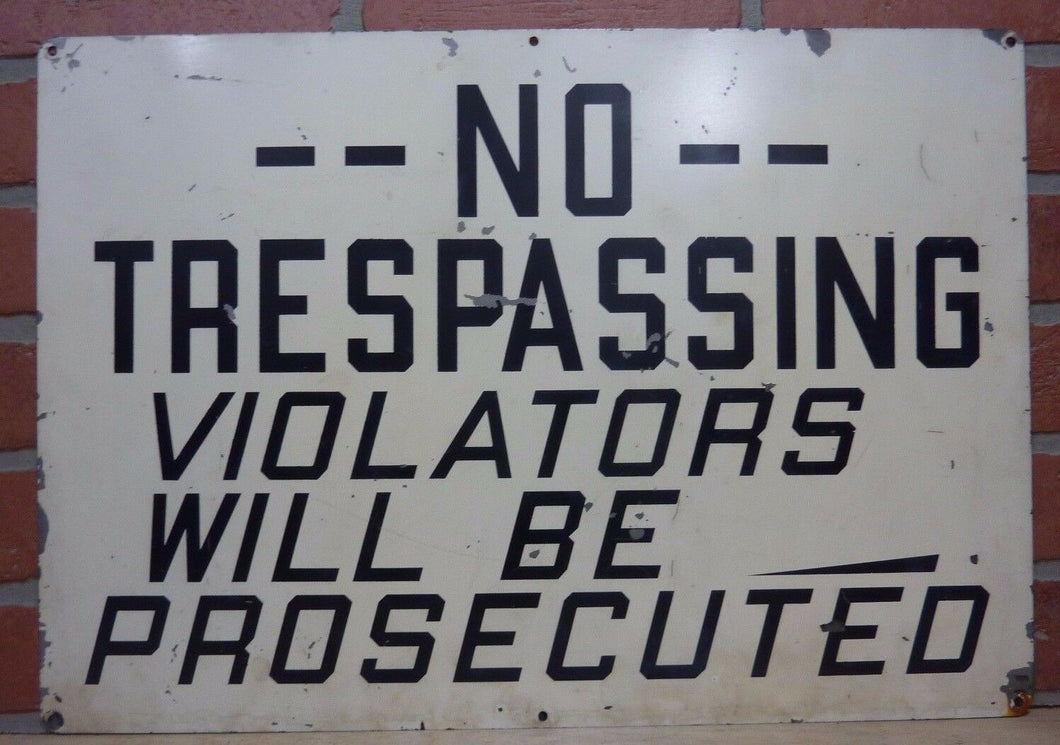 -- NO --
TRESPASSING
VIOLATORS
WILL BE
PROSECUTED